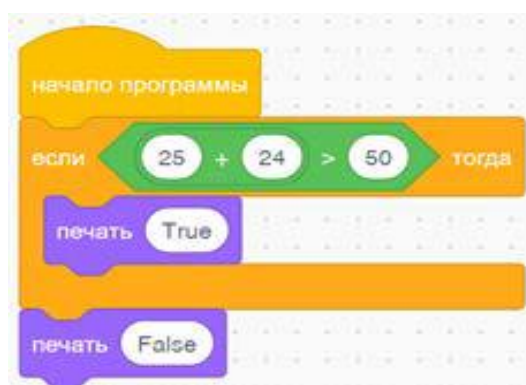 начало программы
если 25 + 24 > 50 тогда
печать True
печать False